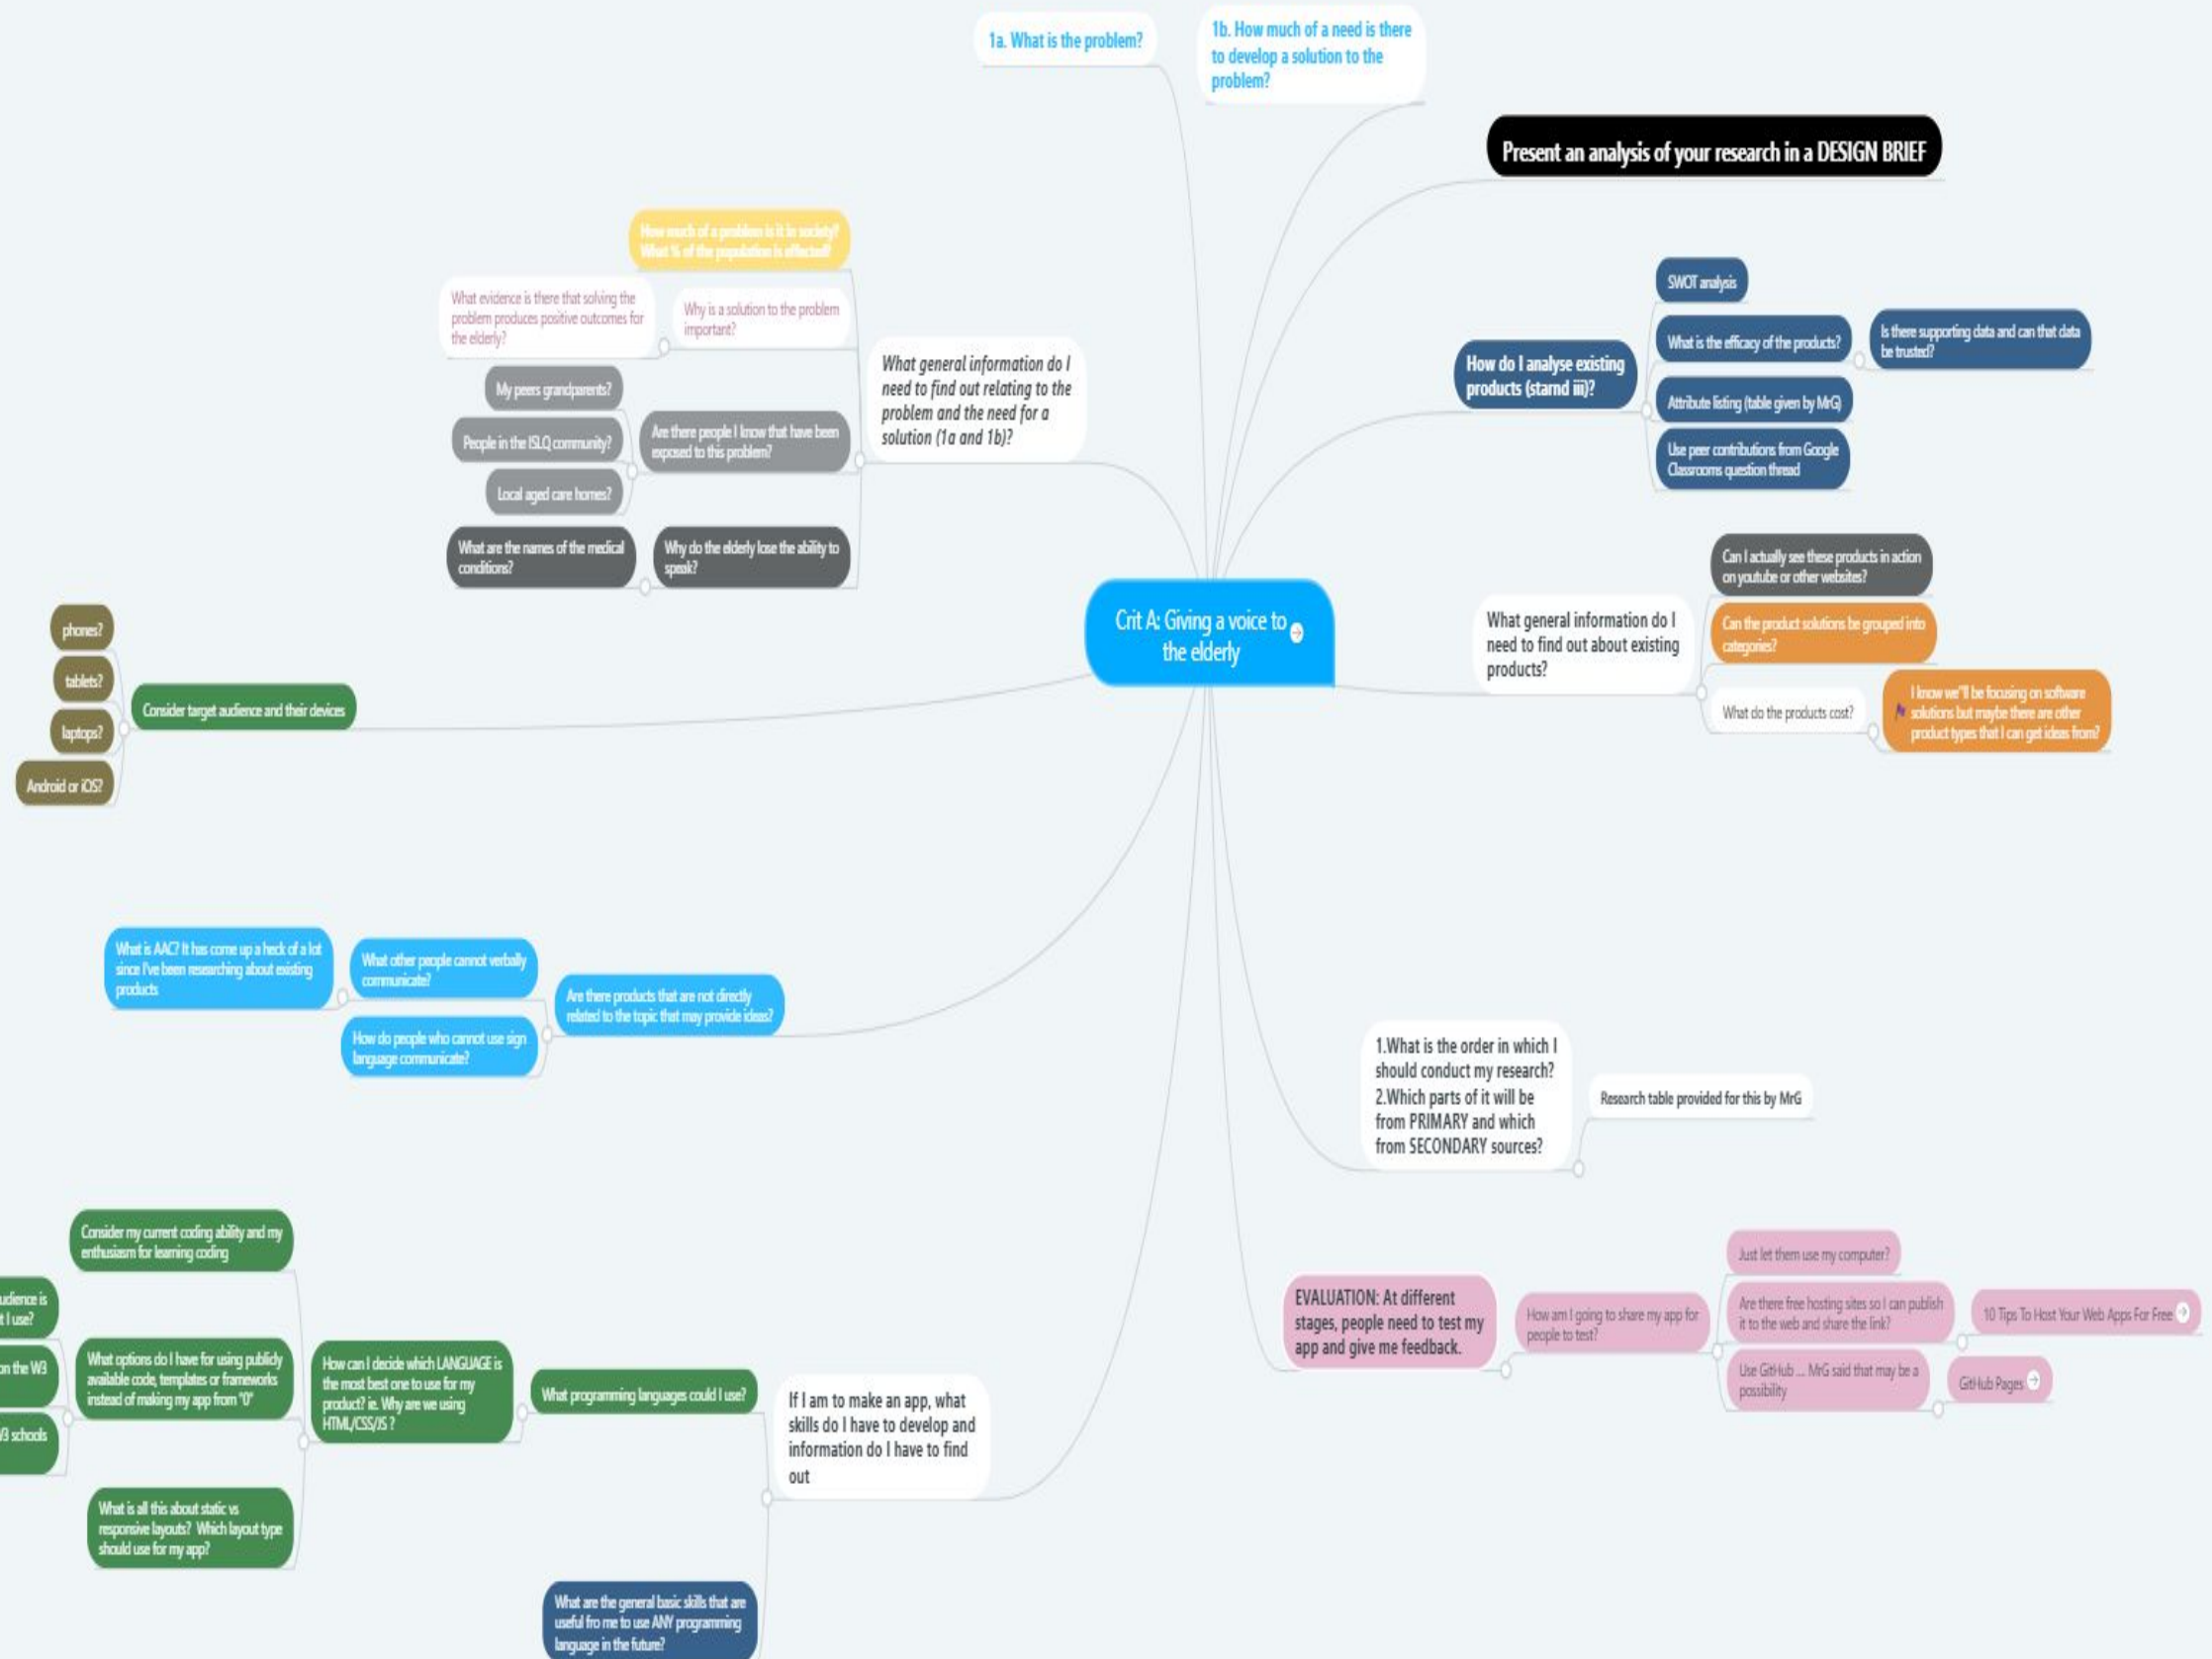 1a. What is the problem?
1b. How much of a need is there
to develop a solution to the
problem?
Present an analysis of your research in a DESIGN BRIEF
How much of a problem is it in society?
What % of the population is effected?
What evidence is there that solving the
problem produces positive outcomes for
the elderly?
Why is a solution to the problem
important?
My peers grandparents?
People in the ISLQ community?
Local aged care homes?
Are there people I know that have been
exposed to this problem?
What are the names of the medical
conditions?
Why do the elderly lose the ability to
speak?
What general information do I
need to find out relating to the
problem and the need for a
solution (1a and 1b)?
How do I analyse existing
products (starnd iii)?
SWOT analysis
What is the efficacy of the products?
Is there supporting data and can that data
be trusted?
Attribute listing (table given by MrG)
Use peer contributions from Google
Classrooms question thread
Crit A: Giving a voice to
the elderly
What general information do I
need to find out about existing
products?
Can I actually see these products in action
on youtube or other websites?
Can the product solutions be grouped into
categories?
What do the products cost?
I know we"ll be focusing on software
solutions but maybe there are other
product types that I can get ideas from?
phones?
tablets?
laptops?
Android or iOS?
Consider target audience and their devices
What is AAC? It has come up a heck of a lot
since I've been researching about existing
products
What other people cannot verbally
communicate?
How do people who cannot use sign
language communicate?
Are there products that are not directly
related to the topic that may provide ideas?
1.What is the order in which I
should conduct my research?
2.Which parts of it will be
from PRIMARY and which
from SECONDARY sources?
Research table provided for this by MrG
Consider my current coding ability and my
enthusiasm for learning coding
udience is
t I use?
on the W3
/3 schools
What options do I have for using publicly
available code, templates or frameworks
instead of making my app from "0"
What is all this about static vs
responsive layouts? Which layout type
should use for my app?
How can I decide which LANGUAGE is
the most best one to use for my
product? ie. Why are we using
HTML/CSS/JS ?
What programming languages could I use?
If I am to make an app, what
skills do I have to develop and
information do I have to find
out
What are the general basic skills that are
useful fro me to use ANY programming
language in the future?
EVALUATION: At different
stages, people need to test my
app and give me feedback.
How am I going to share my app for
people to test?
Just let them use my computer?
Are there free hosting sites so I can publish
it to the web and share the link?
10 Tips To Host Your Web Apps For Free
Use GitHub ... MrG said that may be a
possibility
GitHub Pages